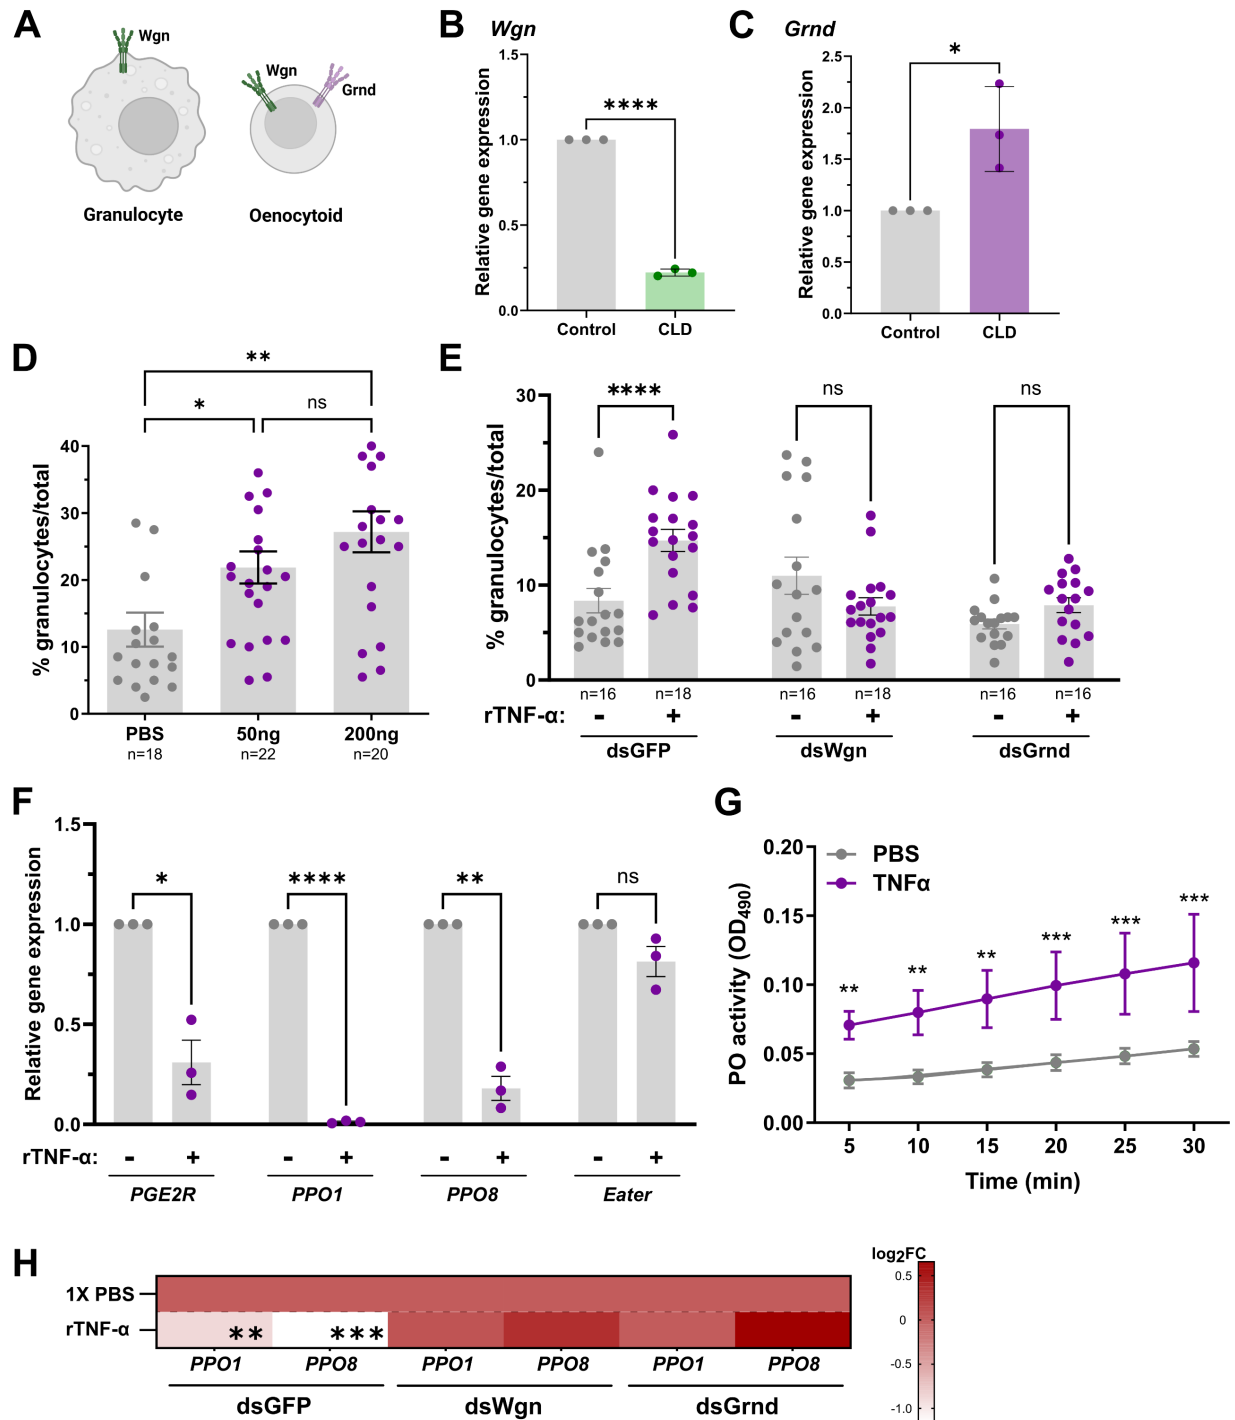 A
Wgn
Wgn
Grnd
Granulocyte
Oenocytoid
B
Wgn
Relative gene expression
1.5
1.0
0.5
0.0
****
Control
CLD
C
Grnd
Relative gene expression
2.5
2.0
1.5
1.0
0.5
0.0
*
Control
CLD
D
% granulocytes/total
40
30
20
10
0
**
*
ns
PBS
50ng
200ng
n=18
n=22
n=20
E
% granulocytes/total
30
20
10
0
****
ns
ns
n=16
n=18
n=16
n=18
n=16
n=16
rTNF-α:
-
+
-
+
-
+
dsGFP
dsWgn
dsGrnd
F
Relative gene expression
1.5
1.0
0.5
0.0
*
****
**
ns
rTNF-α:
-
+
-
+
-
+
-
+
PGE2R
PPO1
PPO8
Eater
G
PO activity (OD490)
0.20
0.15
0.10
0.05
0.00
PBS
TNFα
**
**
**
***
***
***
5
10
15
20
25
30
Time (min)
H
1X PBS
rTNF-α
**
***
PPO1
PPO8
PPO1
PPO8
PPO1
PPO8
dsGFP
dsWgn
dsGrnd
log2FC
0.5
0
-0.5
-1.0